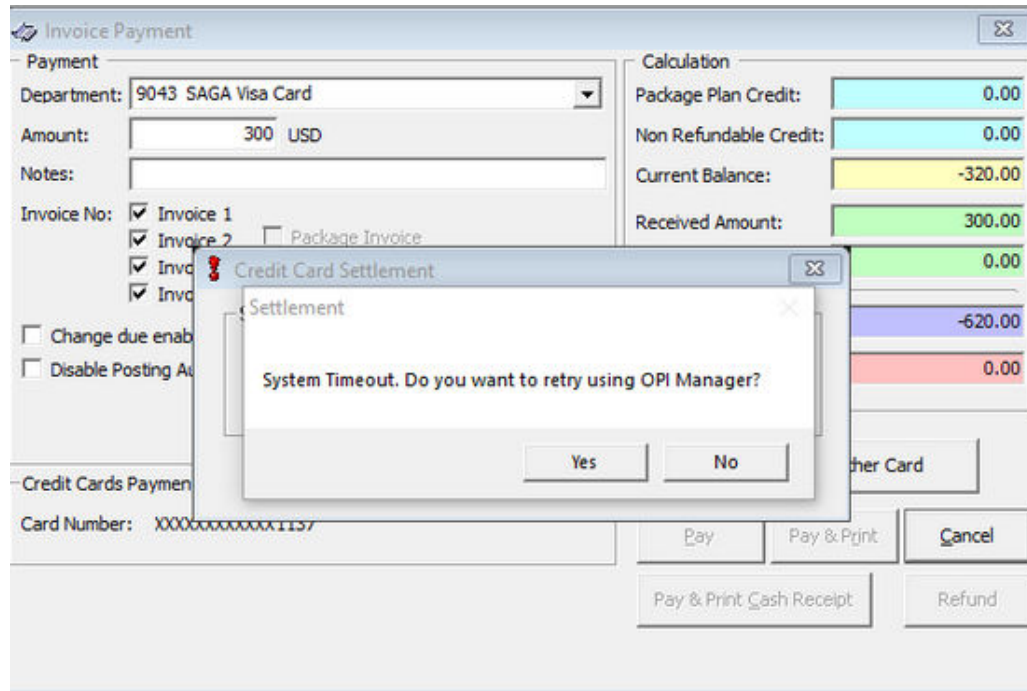 Invoice Payment
Payment
Department: 9043 SAGA Visa Card
Amount: 300 USD
Notes:
Invoice No: Invoice 1
Invoice 2 Package Invoice
Invo
Invo
Change due enab
Disable Posting Au
Credit Cards Paymen
Card Number: XXXXXXXXXXXX1137
Calculation
Package Plan Credit: 0.00
Non Refundable Credit: 0.00
Current Balance: -320.00
Received Amount: 300.00
0.00
-620.00
0.00
Credit Card Settlement
Settlement
System Timeout. Do you want to retry using OPI Manager?
Yes No
her Card
Pay Pay & Print Cancel
Pay & Print Cash Receipt Refund